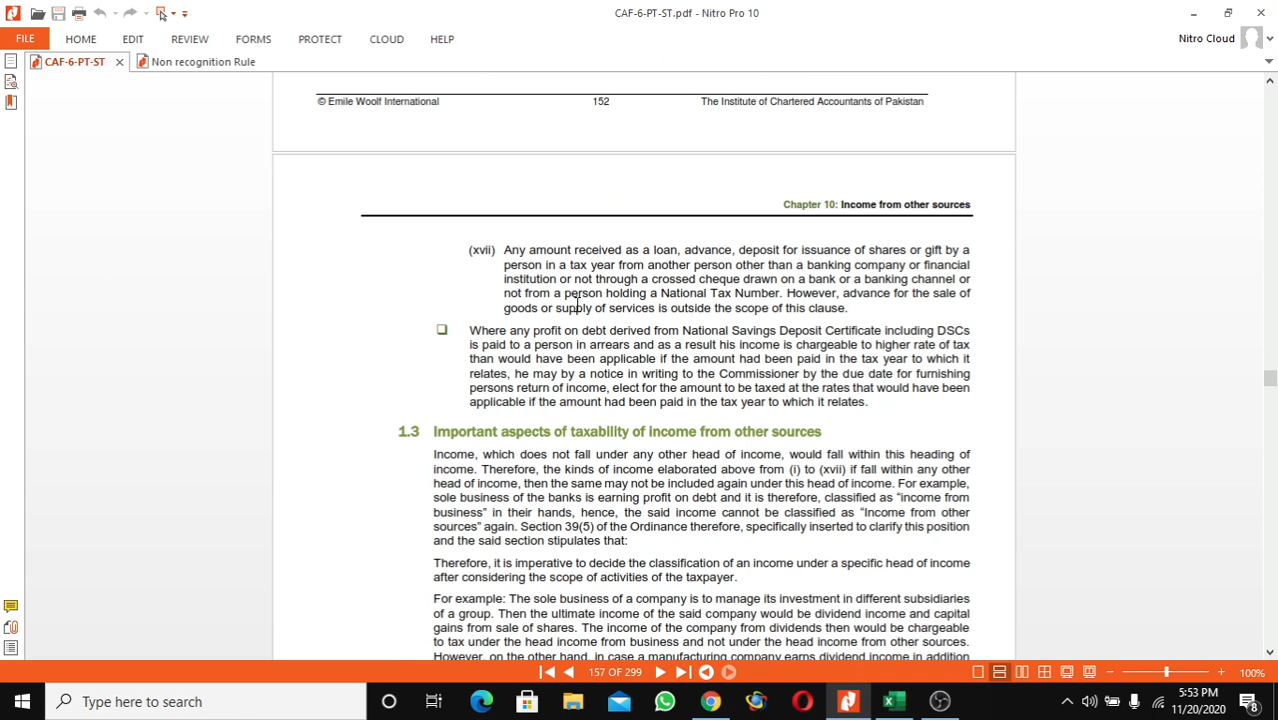 CAF-6-PT-ST.pdf - Nitro Pro 10
FILE
HOME
EDIT
REVIEW
FORMS
PROTECT
CLOUD
HELP
Nitro Cloud
CAF-6-PT-ST
Non recognition Rule
© Emile Woolf International
152
The Institute of Chartered Accountants of Pakistan
Chapter 10: Income from other sources
(xvii) Any amount received as a loan, advance, deposit for issuance of shares or gift by a
person in a tax year from another person other than a banking company or financial
institution or not through a crossed cheque drawn on a bank or a banking channel or
not from a person holding a National Tax Number. However, advance for the sale of
goods or supply of services is outside the scope of this clause.
Where any profit on debt derived from National Savings Deposit Certificate including DSCs
is paid to a person in arrears and as a result his income is chargeable to higher rate of tax
than would have been applicable if the amount had been paid in the tax year to which it
relates, he may by a notice in writing to the Commissioner by the due date for furnishing
persons return of income, elect for the amount to be taxed at the rates that would have been
applicable if the amount had been paid in the tax year to which it relates.
1.3 Important aspects of taxability of income from other sources
Income, which does not fall under any other head of income, would fall within this heading of
income. Therefore, the kinds of income elaborated above from (i) to (xvii) if fall within any other
head of income, then the same may not be included again under this head of income. For example,
sole business of the banks is earning profit on debt and it is therefore, classified as “income from
business” in their hands, hence, the said income cannot be classified as “Income from other
sources” again. Section 39(5) of the Ordinance therefore, specifically inserted to clarify this position
and the said section stipulates that:
Therefore, it is imperative to decide the classification of an income under a specific head of income
after considering the scope of activities of the taxpayer.
For example: The sole business of a company is to manage its investment in different subsidiaries
of a group. Then the ultimate income of the said company would be dividend income and capital
gains from sale of shares. The income of the company from dividends then would be chargeable
to tax under the head income from business and not under the head income from other sources.
However, on the other hand, in case a manufacturing company earns dividend income in addition
157 OF 299
100%
Type here to search
5:53 PM
11/20/2020
8